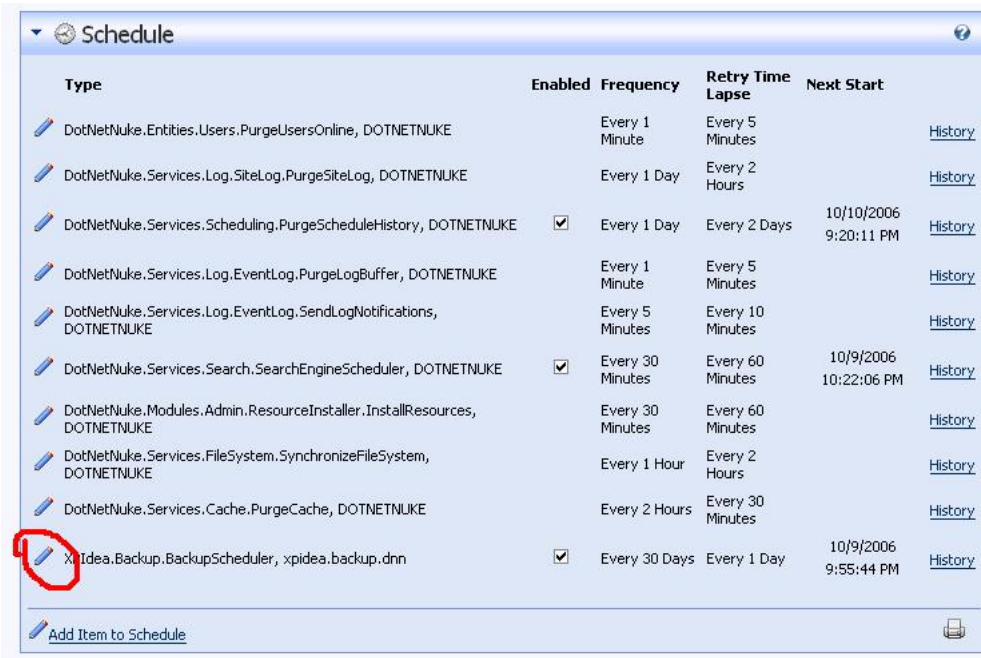 Schedule
Type Enabled Frequency Retry Time Lapse Next Start
DotNetNuke.Entities.Users.PurgeUsersOnline, DOTNETNUKE Every 1 Minute Every 5 Minutes History
DotNetNuke.Services.Log.SiteLog.PurgeSiteLog, DOTNETNUKE Every 1 Day Every 2 Hours History
DotNetNuke.Services.Scheduling.PurgeScheduleHistory, DOTNETNUKE Every 1 Day Every 2 Days 10/10/2006 9:20:11 PM History
DotNetNuke.Services.Log.EventLog.PurgeLogBuffer, DOTNETNUKE Every 1 Minute Every 5 Minutes History
DotNetNuke.Services.Log.EventLog.SendLogNotifications, DOTNETNUKE Every 5 Minutes Every 10 Minutes History
DotNetNuke.Services.Search.SearchEngineScheduler, DOTNETNUKE Every 30 Minutes Every 60 Minutes 10/9/2006 10:22:06 PM History
DotNetNuke.Modules.Admin.ResourceInstaller.InstallResources, DOTNETNUKE Every 30 Minutes Every 60 Minutes History
DotNetNuke.Services.FileSystem.SynchronizeFileSystem, DOTNETNUKE Every 1 Hour Every 2 Hours History
DotNetNuke.Services.Cache.PurgeCache, DOTNETNUKE Every 2 Hours Every 30 Minutes History
XpIdea.Backup.BackupScheduler, xpidea.backup.dnn Every 30 Days Every 1 Day 10/9/2006 9:55:44 PM History
Add Item to Schedule